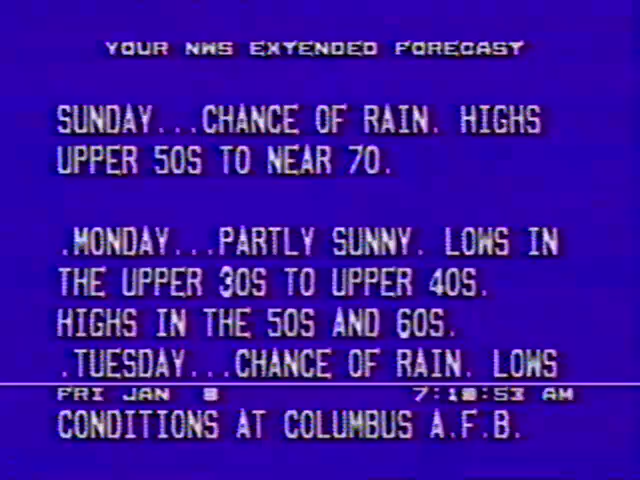 YOUR NWS EXTENDED FORECAST
SUNDAY...CHANCE OF RAIN. HIGHS
UPPER 50S TO NEAR 70.
.MONDAY...PARTLY SUNNY. LOWS IN
THE UPPER 30S TO UPPER 40S.
HIGHS IN THE 50S AND 60S.
.TUESDAY...CHANCE OF RAIN. LOWS
FRI JAN 8 7:10:53 AM
CONDITIONS AT COLUMBUS A.F.B.